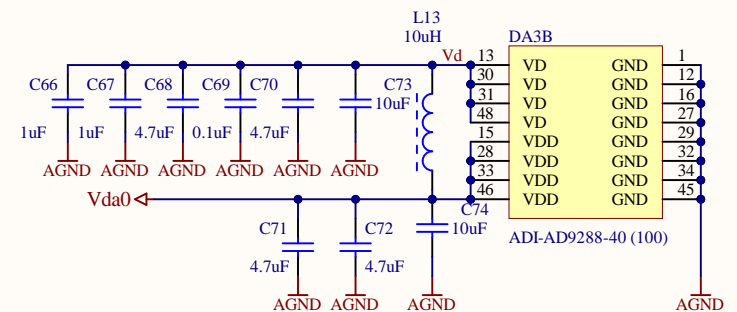 L13
10uH
DA3B
Vd
13 VD GND 1
30 VD GND 12
31 VD GND 16
48 VD GND 27
15 VDD GND 29
28 VDD GND 32
33 VDD GND 34
46 VDD GND 45
C66 C67 C68 C69 C70 C73
10uF
1uF 1uF 4.7uF 0.1uF 4.7uF
AGND AGND AGND AGND AGND AGND
Vda0
C74
10uF
C71 C72
4.7uF 4.7uF
ADI-AD9288-40 (100)
AGND AGND AGND AGND